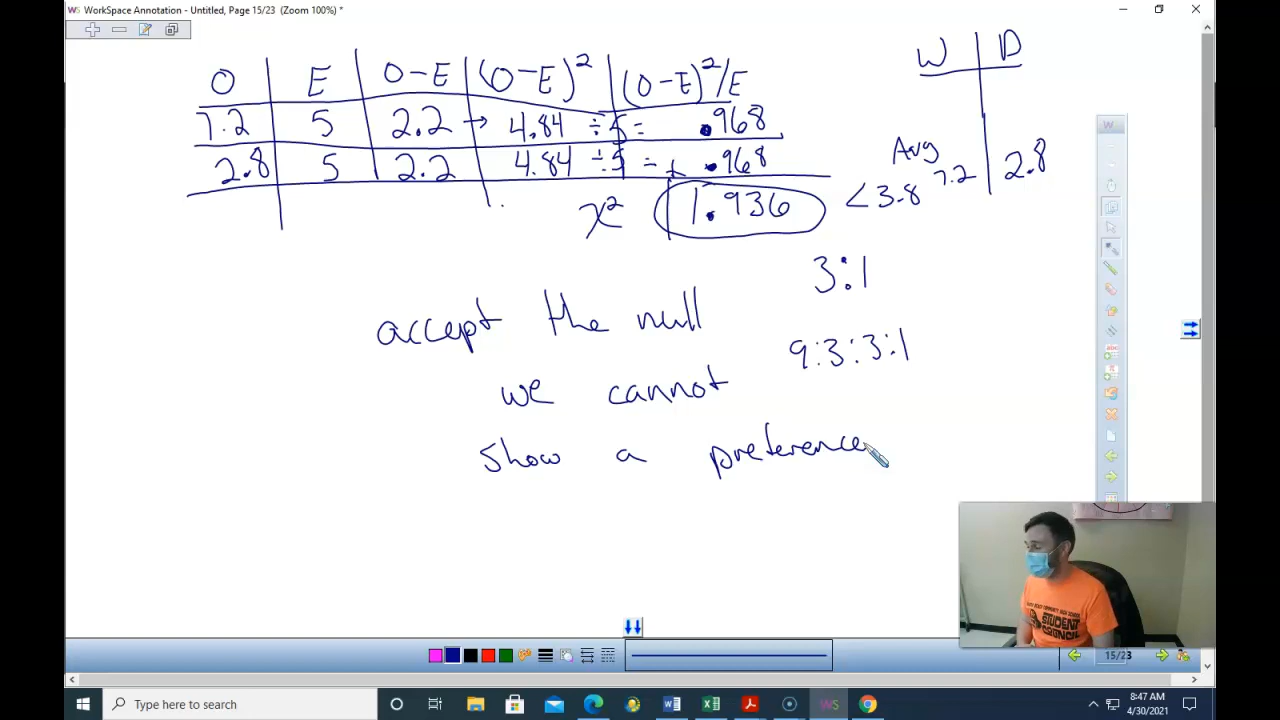 WorkSpace Annotation - Untitled, Page 15/23 (Zoom 100%) *
W D
O E O-E (O-E)² (O-E)²/E
7.2 5 2.2 → 4.84 ÷5= .968
2.8 5 2.2 4.84 ÷5= + .968
Avg 7.2 2.8
x² 1.936 <3.8
3:1
accept the null
9:3:3:1
we cannot
show a preference
STUDENT
COUNCIL
15/23
Type here to search
8:47 AM
4/30/2021